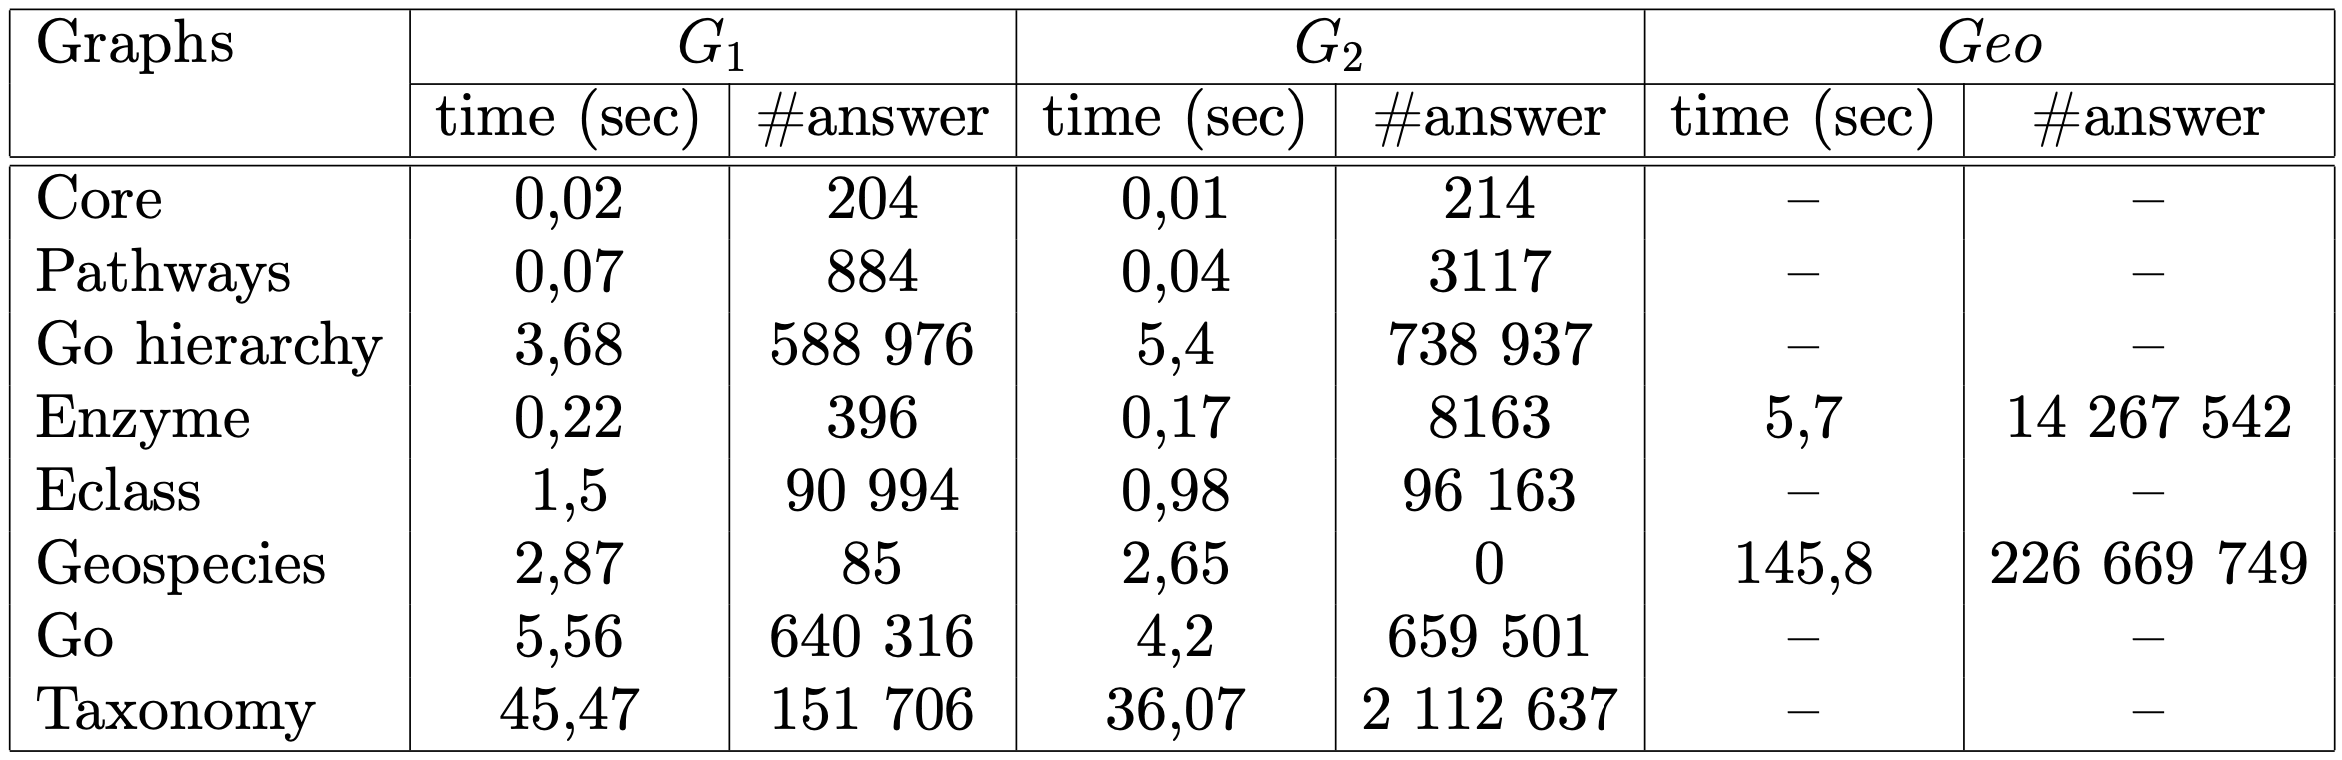 Graphs G1 G2 Geo
time (sec) #answer time (sec) #answer time (sec) #answer
Core 0,02 204 0,01 214 – –
Pathways 0,07 884 0,04 3117 – –
Go hierarchy 3,68 588 976 5,4 738 937 – –
Enzyme 0,22 396 0,17 8163 5,7 14 267 542
Eclass 1,5 90 994 0,98 96 163 – –
Geospecies 2,87 85 2,65 0 145,8 226 669 749
Go 5,56 640 316 4,2 659 501 – –
Taxonomy 45,47 151 706 36,07 2 112 637 – –